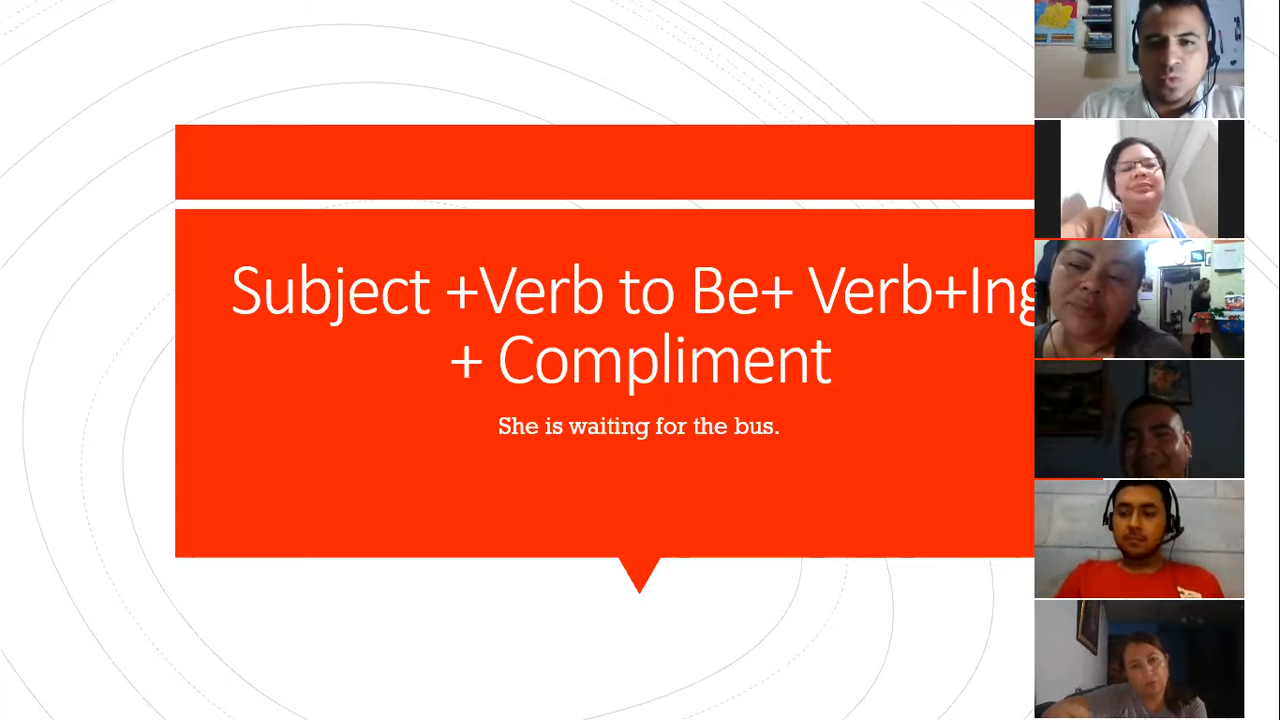 Subject +Verb to Be+ Verb+Ing
+ Compliment
She is waiting for the bus.